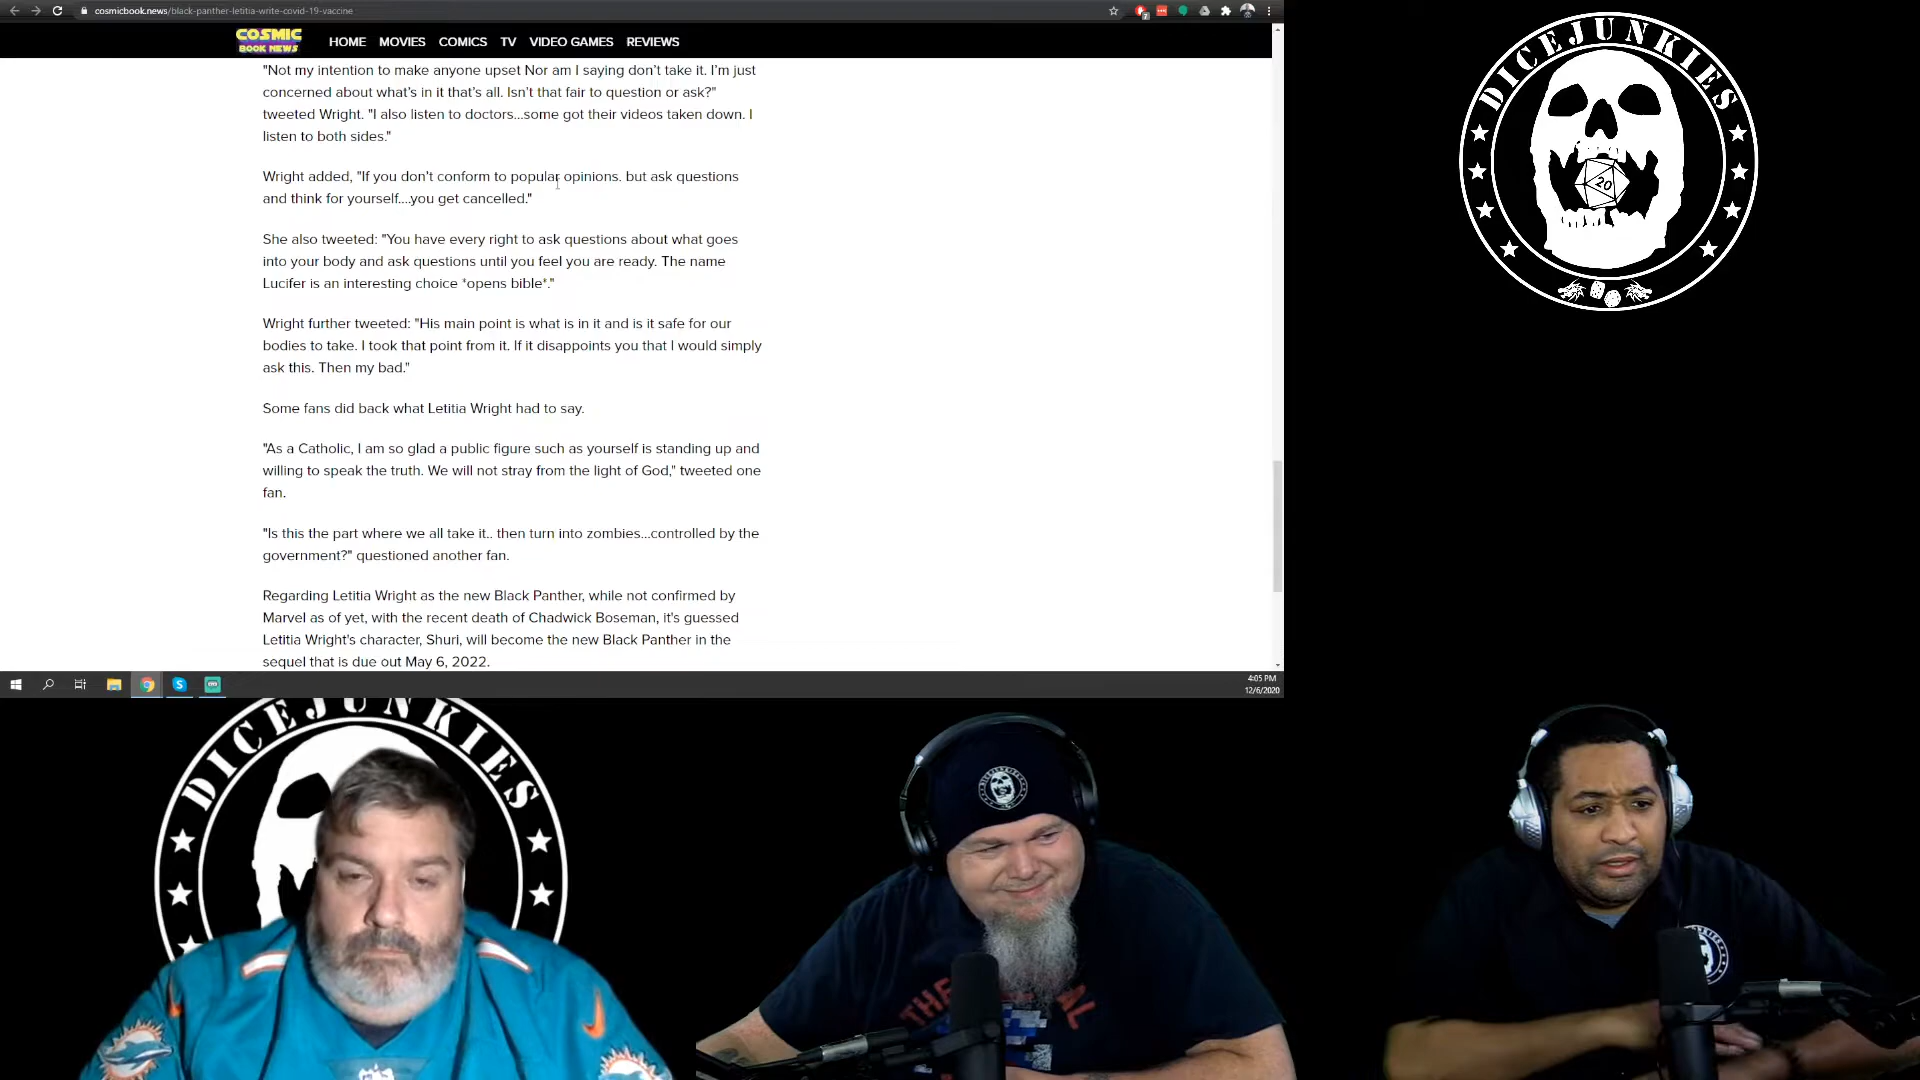 cosmicbook.news/black-panther-letitia-write-covid-19-vaccine
COSMIC
BOOK NEWS
HOME MOVIES COMICS TV VIDEO GAMES REVIEWS
"Not my intention to make anyone upset Nor am I saying don't take it. I'm just
concerned about what's in it that's all. Isn't that fair to question or ask?"
tweeted Wright. "I also listen to doctors...some got their videos taken down. I
listen to both sides."
Wright added, "If you don't conform to popular opinions. but ask questions
and think for yourself....you get cancelled."
She also tweeted: "You have every right to ask questions about what goes
into your body and ask questions until you feel you are ready. The name
Lucifer is an interesting choice *opens bible*."
Wright further tweeted: "His main point is what is in it and is it safe for our
bodies to take. I took that point from it. If it disappoints you that I would simply
ask this. Then my bad."
Some fans did back what Letitia Wright had to say.
"As a Catholic, I am so glad a public figure such as yourself is standing up and
willing to speak the truth. We will not stray from the light of God," tweeted one
fan.
"Is this the part where we all take it.. then turn into zombies...controlled by the
government?" questioned another fan.
Regarding Letitia Wright as the new Black Panther, while not confirmed by
Marvel as of yet, with the recent death of Chadwick Boseman, it's guessed
Letitia Wright's character, Shuri, will become the new Black Panther in the
sequel that is due out May 6, 2022.
4:05 PM
12/6/2020
DICEJUNKIES
20
DICEJUNKIES
THE